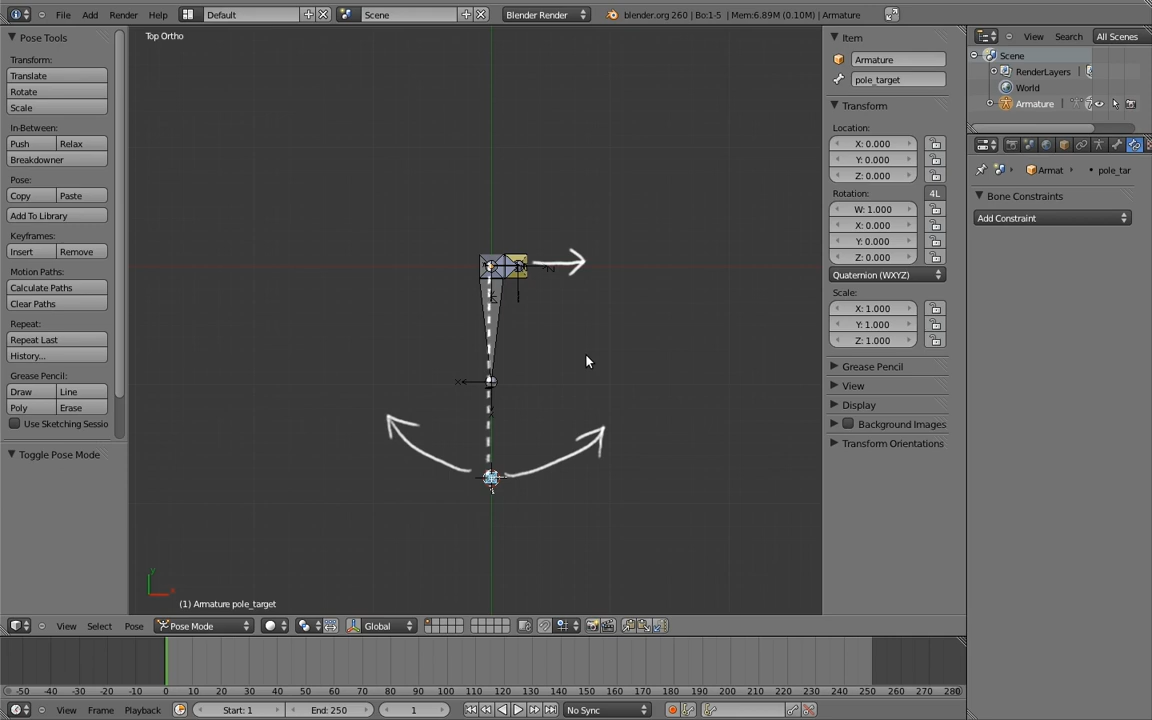 File Add Render Help Default Scene Blender Render blender.org 260 | Bo:1-5 | Mem:6.89M (0.10M) | Armature
Pose Tools
Transform:
Translate
Rotate
Scale
In-Between:
Push Relax
Breakdowner
Pose:
Copy Paste
Add To Library
Keyframes:
Insert Remove
Motion Paths:
Calculate Paths
Clear Paths
Repeat:
Repeat Last
History...
Grease Pencil:
Draw Line
Poly Erase
Use Sketching Sessio
Toggle Pose Mode
Top Ortho
(1) Armature pole_target
Item
Armature
pole_target
Transform
Location:
X: 0.000
Y: 0.000
Z: 0.000
Rotation:
4L
W: 1.000
X: 0.000
Y: 0.000
Z: 0.000
Quaternion (WXYZ)
Scale:
X: 1.000
Y: 1.000
Z: 1.000
Grease Pencil
View
Display
Background Images
Transform Orientations
View Search All Scenes
Scene
RenderLayers
World
Armature
Armat pole_tar
Bone Constraints
Add Constraint
View Select Pose Pose Mode Global
-50 -40 -30 -20 -10 0 10 20 30 40 50 60 70 80 90 100 110 120 130 140 150 160 170 180 190 200 210 220 230 240 250 260 270 280
View Frame Playback Start: 1 End: 250 1 No Sync